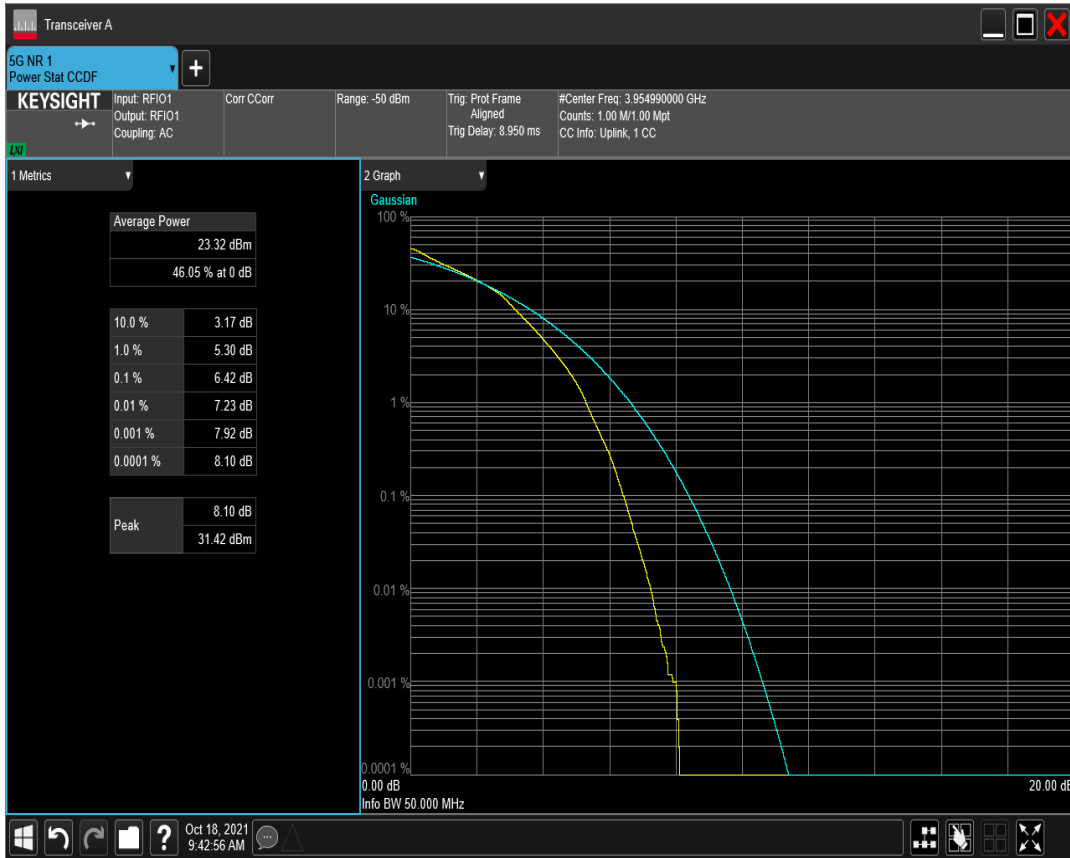 Transceiver A
5G NR 1
Power Stat CCDF
KEYSIGHT
LXI
Input: RFIO1
Output: RFIO1
Coupling: AC
Corr CCorr
Range: -50 dBm
Trig: Prot Frame
Aligned
Trig Delay: 8.950 ms
#Center Freq: 3.954990000 GHz
Counts: 1.00 M/1.00 Mpt
CC Info: Uplink, 1 CC
1 Metrics
Average Power
23.32 dBm
46.05 % at 0 dB
10.0 % 3.17 dB
1.0 % 5.30 dB
0.1 % 6.42 dB
0.01 % 7.23 dB
0.001 % 7.92 dB
0.0001 % 8.10 dB
Peak 8.10 dB
31.42 dBm
2 Graph
Gaussian
100 %
10 %
1 %
0.1 %
0.01 %
0.001 %
0.0001 %
0.00 dB 20.00 dB
Info BW 50.000 MHz
?
Oct 18, 2021
9:42:56 AM